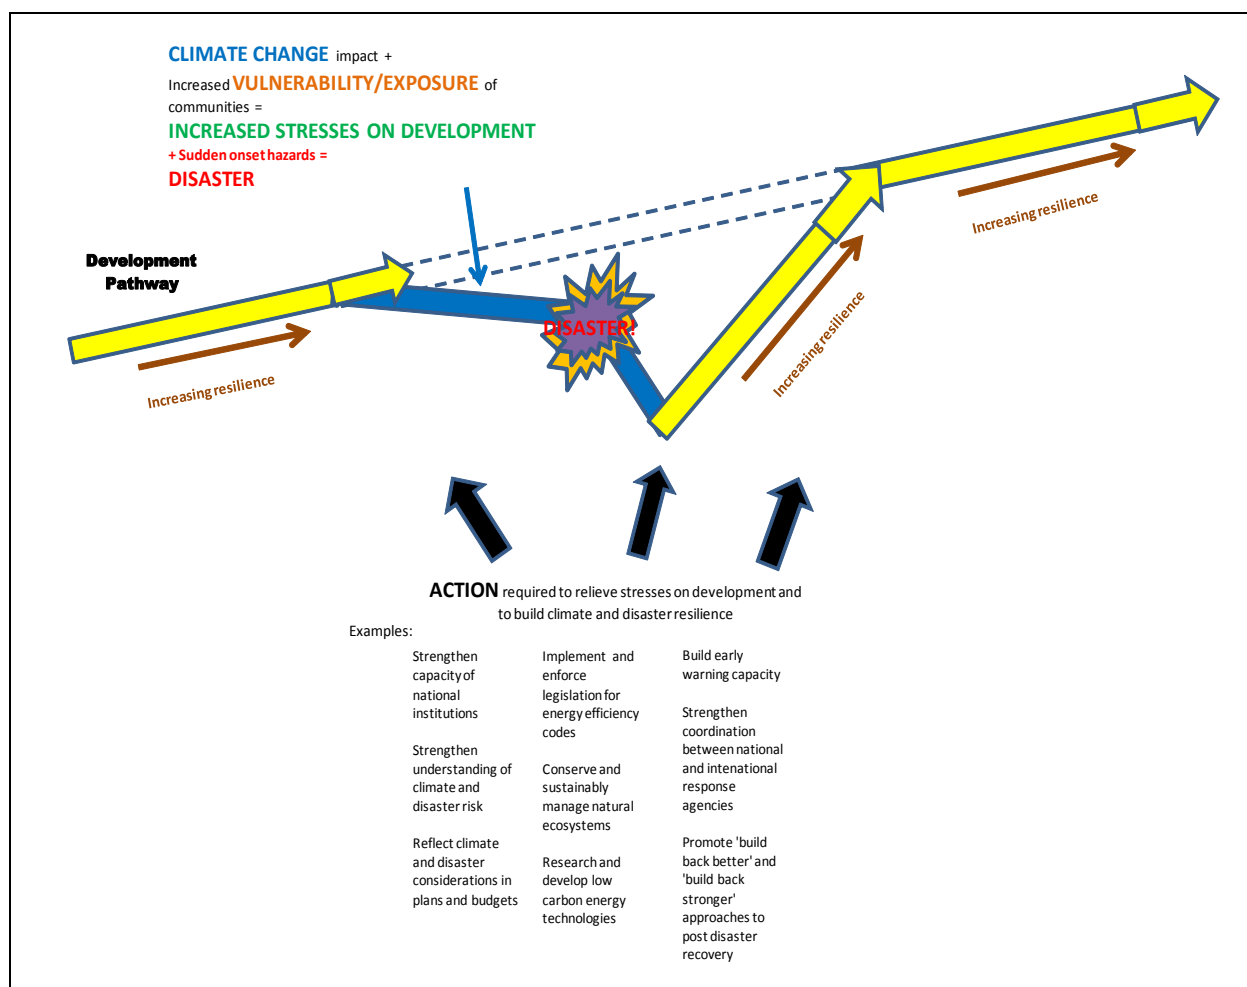 CLIMATE CHANGE impact +
Increased VULNERABILITY/EXPOSURE of
communities =
INCREASED STRESSES ON DEVELOPMENT
+ Sudden onset hazards =
DISASTER
Development
Pathway
Increasing resilience
DISASTER!
Increasing resilience
Increasing resilience
ACTION required to relieve stresses on development and
to build climate and disaster resilience
Examples:
Strengthen
capacity of
national
institutions
Strengthen
understanding of
climate and
disaster risk
Reflect climate
and disaster
considerations in
plans and budgets
Implement and
enforce
legislation for
energy efficiency
codes
Conserve and
sustainably
manage natural
ecosystems
Research and
develop low
carbon energy
technologies
Build early
warning capacity
Strengthen
coordination
between national
and intenational
response
agencies
Promote 'build
back better' and
'build back
stronger'
approaches to
post disaster
recovery